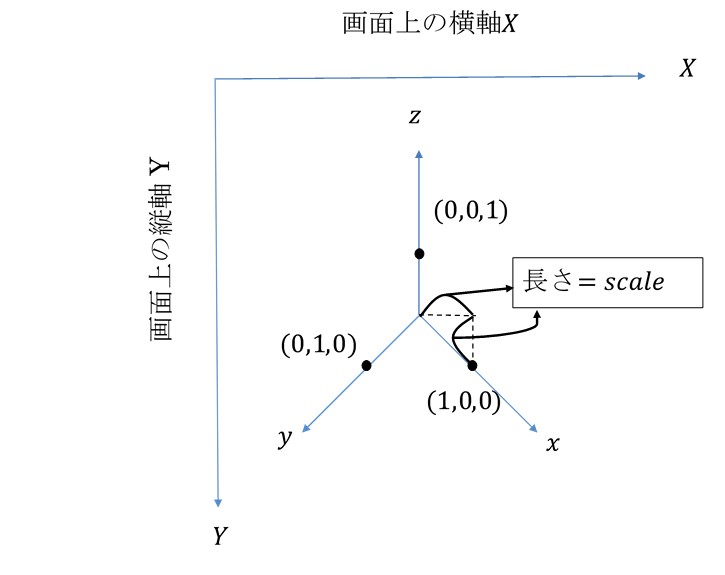 画面上の横軸X
X
z
画面上の縦軸 Y
(0,0,1)
長さ= scale
(0,1,0)
(1,0,0)
y
x
Y